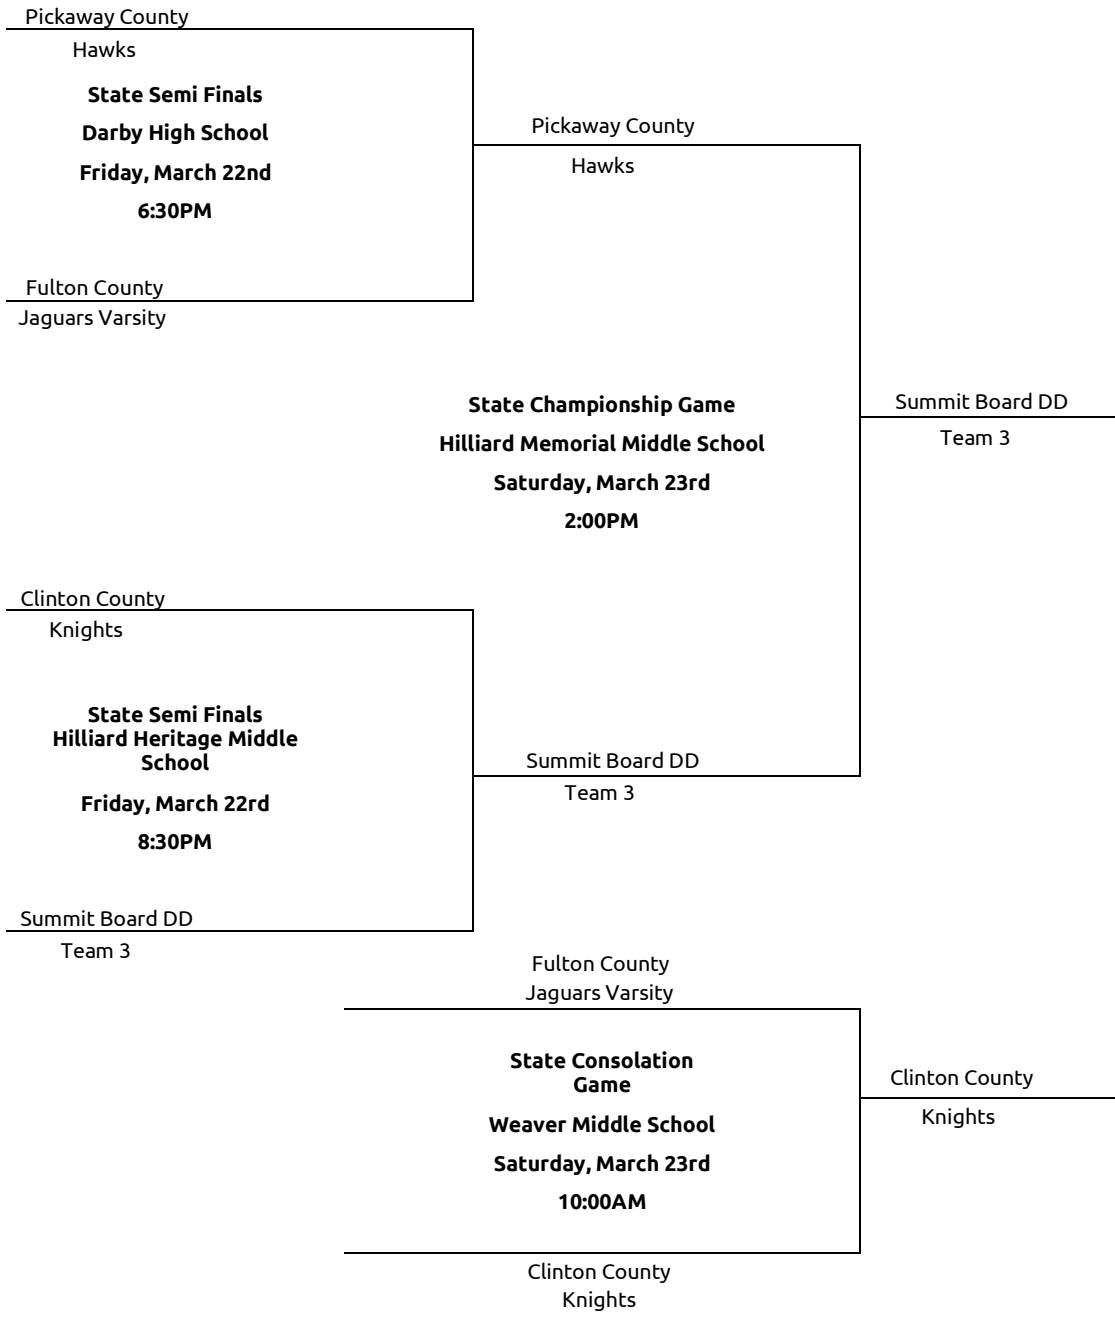 Pickaway County
Hawks
State Semi Finals
Darby High School
Friday, March 22nd
6:30PM
Fulton County
Jaguars Varsity
Pickaway County
Hawks
State Championship Game
Hilliard Memorial Middle School
Saturday, March 23rd
2:00PM
Summit Board DD
Team 3
Clinton County
Knights
State Semi Finals
Hilliard Heritage Middle
School
Friday, March 22rd
8:30PM
Summit Board DD
Team 3
Summit Board DD
Team 3
Fulton County
Jaguars Varsity
State Consolation
Game
Weaver Middle School
Saturday, March 23rd
10:00AM
Clinton County
Knights
Clinton County
Knights